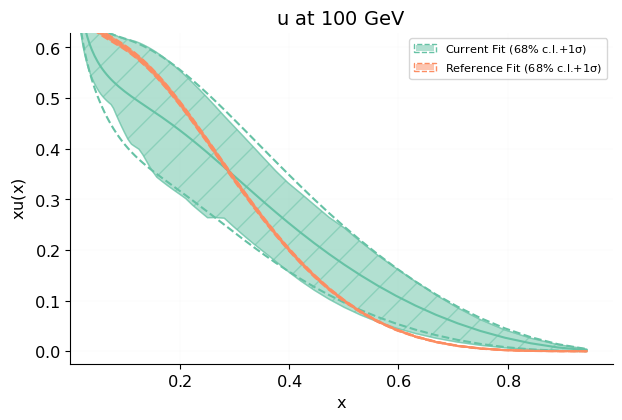 u at 100 GeV
Current Fit (68% c.l.+1σ)
Reference Fit (68% c.l.+1σ)
xu(x)
0.6
0.5
0.4
0.3
0.2
0.1
0.0
0.2 0.4 0.6 0.8
x